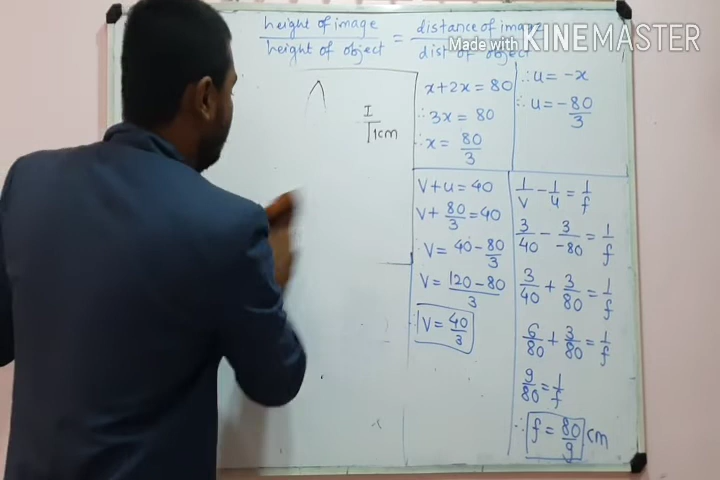 height of image / height of object = distance of image / dist of object
Made with KINEMASTER
I
1cm
x+2x = 80
∴ 3x = 80
∴ x = 80/3
∴ u = -x
∴ u = -80/3
V+u = 40
V + 80/3 = 40
∴ V = 40 - 80/3
V = 120-80/3
∴ V = 40/3
1/V - 1/u = 1/f
3/40 - 3/-80 = 1/f
3/40 + 3/80 = 1/f
6/80 + 3/80 = 1/f
9/80 = 1/f
∴ f = 80/9 cm